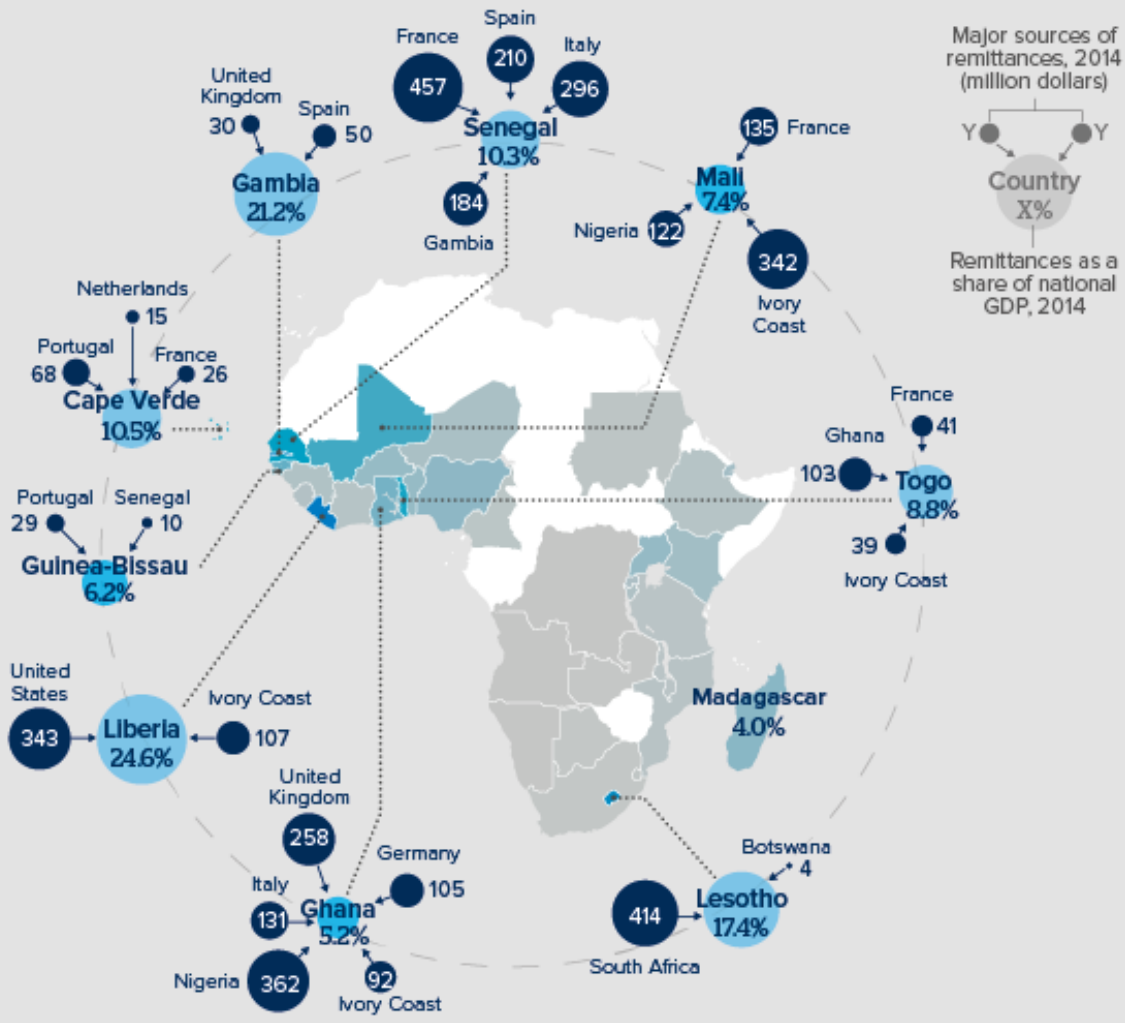 Major sources of
remittances, 2014
(million dollars)
Y
Y
Country
X%
Remittances as a
share of national
GDP, 2014
France
457
Spain
210
Italy
296
Senegal
10.3%
184
Gambia
United
Kingdom
30
Spain
50
Gambia
21.2%
135
France
Mali
7.4%
Nigeria
122
342
Ivory
Coast
Netherlands
15
Portugal
68
France
26
Cape Verde
10.5%
France
41
Ghana
103
Togo
8.8%
39
Ivory Coast
Portugal
29
Senegal
10
Guinea-Bissau
6.2%
United
States
343
Ivory Coast
107
Liberia
24.6%
Madagascar
4.0%
United
Kingdom
258
Germany
105
Italy
131
Ghana
5.2%
Nigeria
362
92
Ivory Coast
Botswana
4
Lesotho
17.4%
414
South Africa